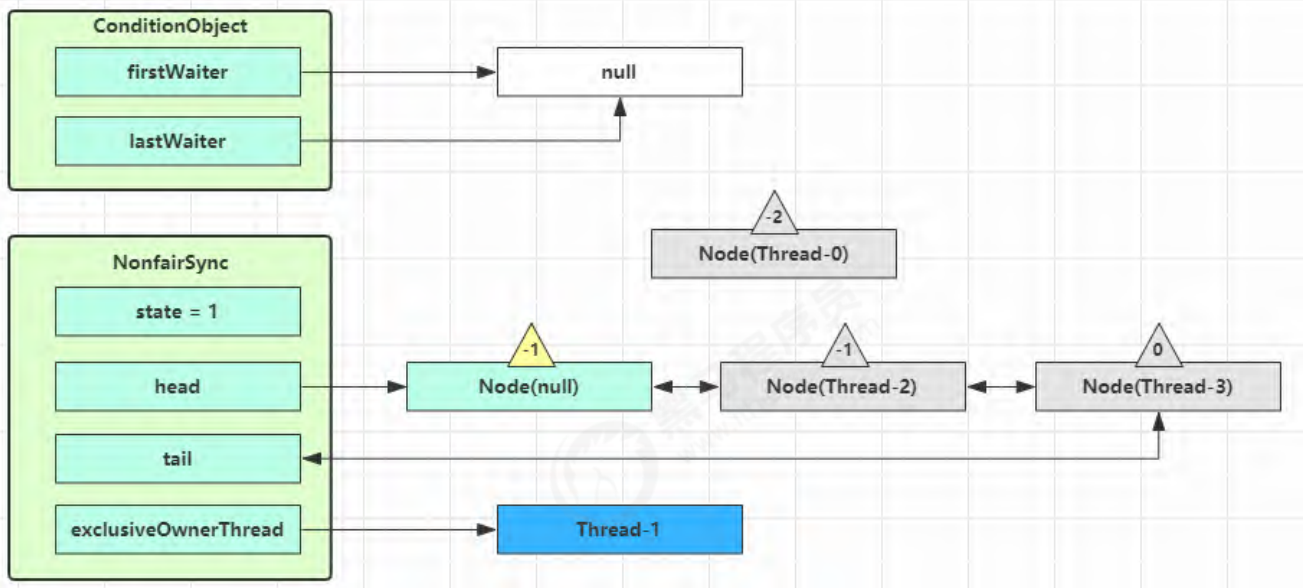 ConditionObject
firstWaiter
null
lastWaiter
-2
Node(Thread-0)
NonfairSync
state = 1
-1
-1
0
head
Node(null)
Node(Thread-2)
Node(Thread-3)
tail
exclusiveOwnerThread
Thread-1